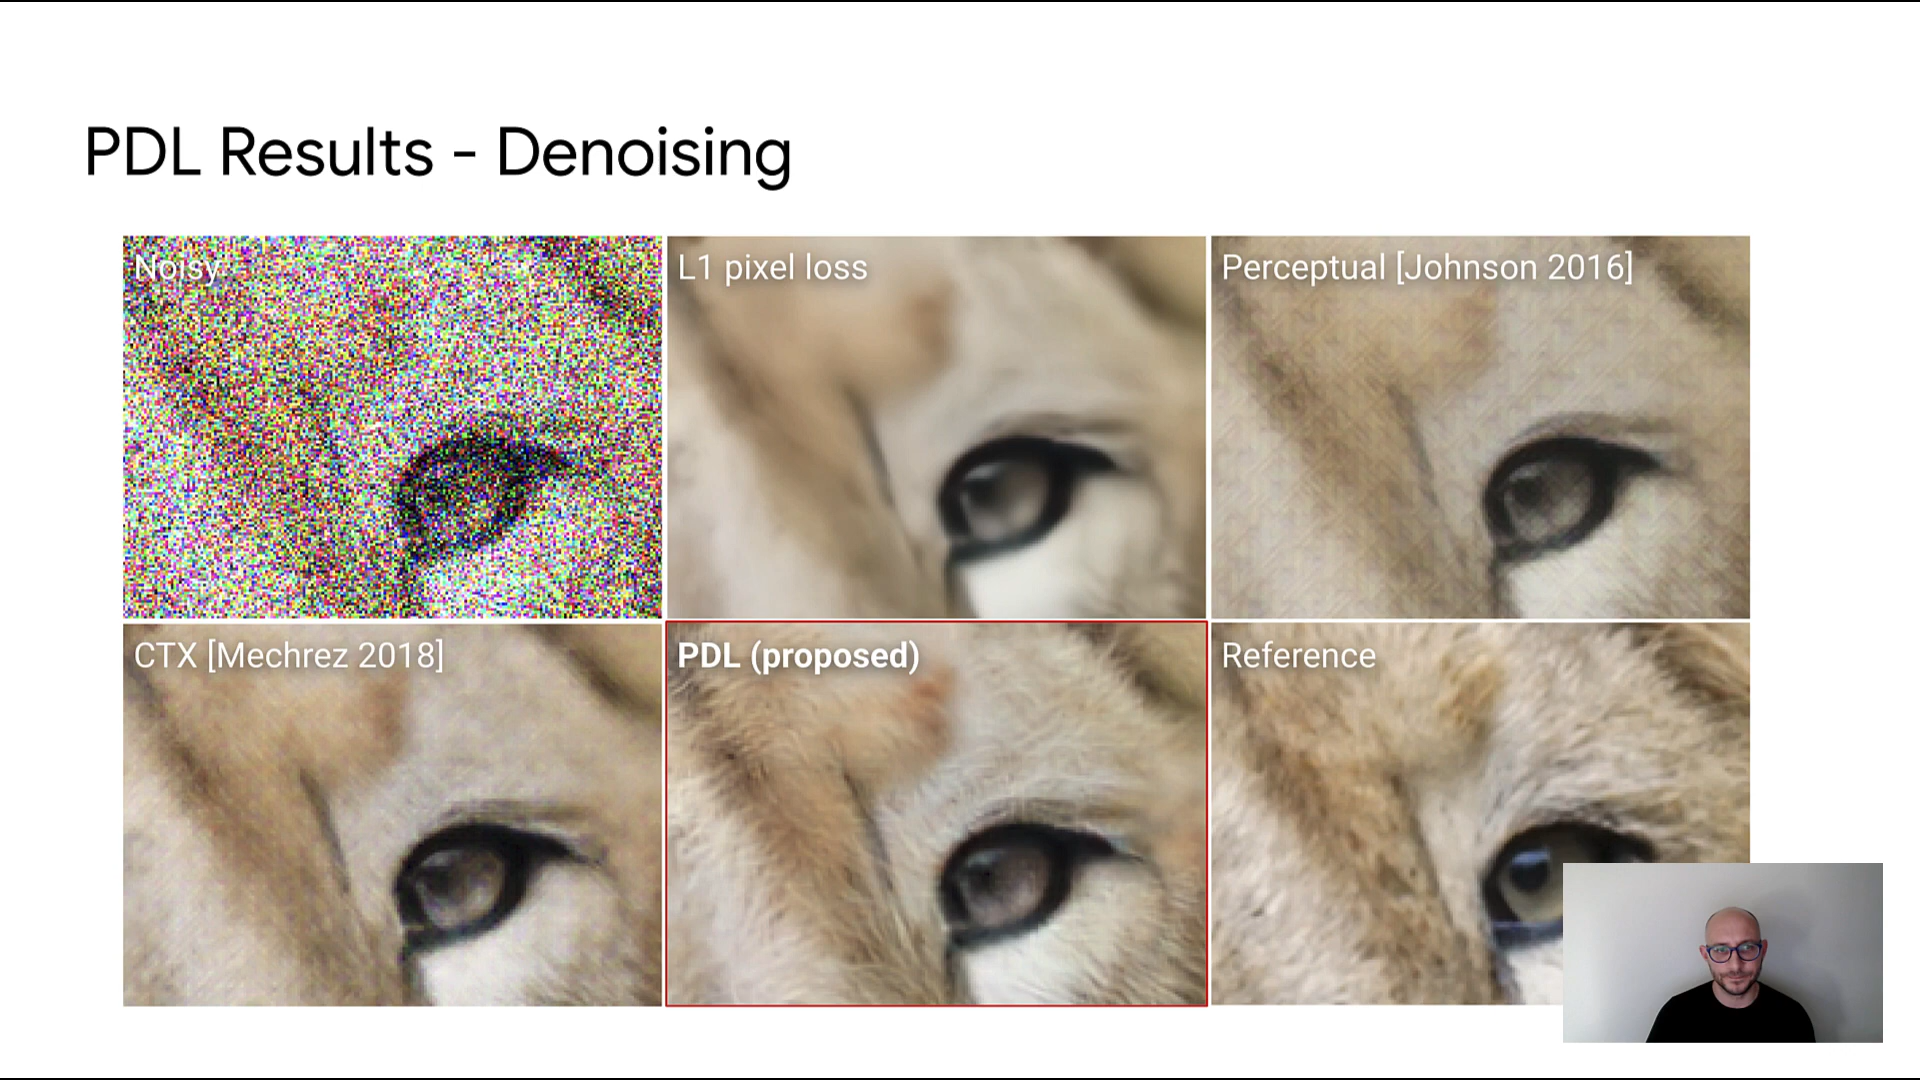 PDL Results - Denoising
Noisy
L1 pixel loss
Perceptual [Johnson 2016]
CTX [Mechrez 2018]
PDL (proposed)
Reference